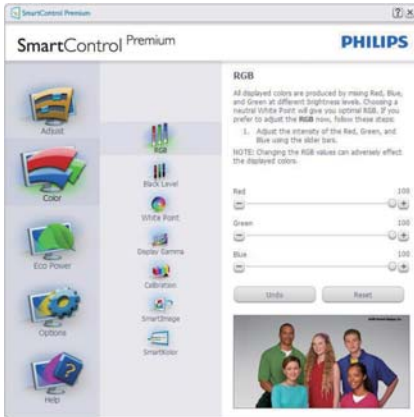 SmartControl Premium
SmartControl Premium
PHILIPS
Adjust
Color
Eco Power
Options
Help
RGB
Black Level
White Point
Display Gamma
Calibration
SmartImage
SmartKolor
RGB
All displayed colors are produced by mixing Red, Blue,
and Green at different brightness levels. Choosing a
neutral White Point will give you optimal RGB. If you
prefer to adjust the RGB now, follow these steps:
1. Adjust the intensity of the Red, Green, and
Blue using the slider bars.
NOTE: Changing the RGB values can adversely effect
the displayed colors.
Red 100
Green 100
Blue 100
Undo Reset